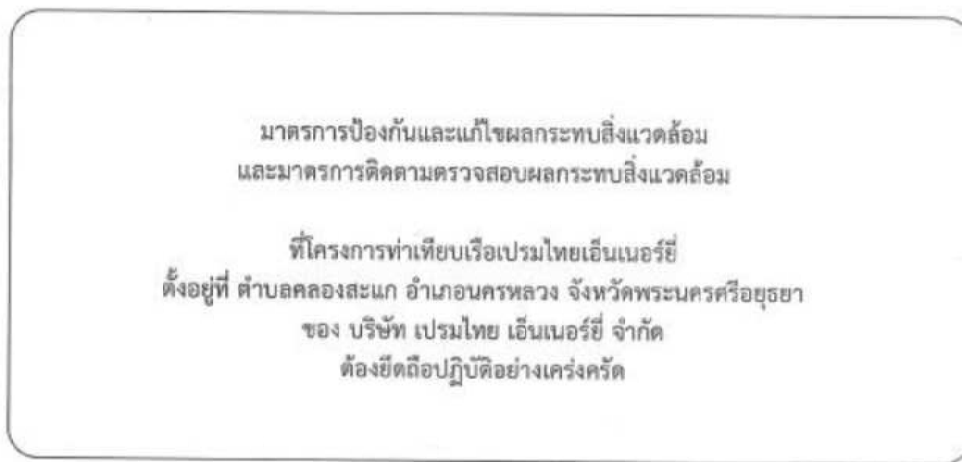 มาตรการป้องกันและแก้ไขผลกระทบสิ่งแวดล้อม
และมาตรการติดตามตรวจสอบผลกระทบสิ่งแวดล้อม
ที่โครงการท่าเทียบเรือเปรมไทยเอ็นเนอร์ยี่
ตั้งอยู่ที่ ตำบลคลองสะแก อำเภอนครหลวง จังหวัดพระนครศรีอยุธยา
ของ บริษัท เปรมไทย เอ็นเนอร์ยี่ จำกัด
ต้องยึดถือปฏิบัติอย่างเคร่งครัด